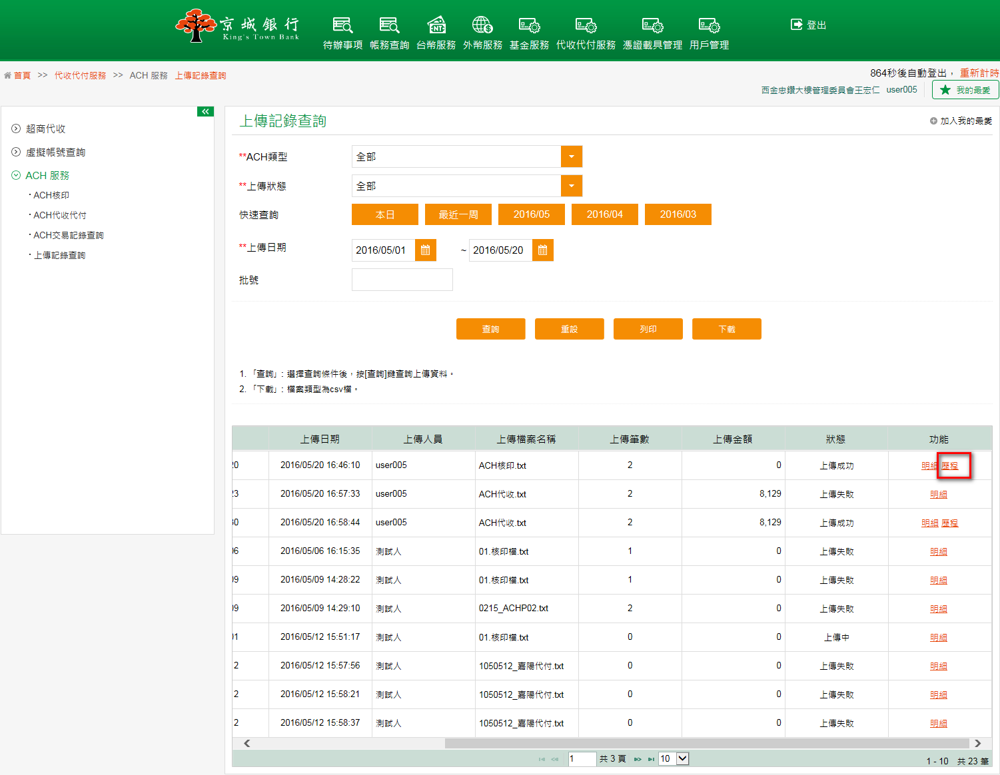 京城銀行
King's Town Bank
待辦事項 帳務查詢 台幣服務 外幣服務 基金服務 代收代付服務 憑證載具管理 用戶管理
登出
首頁 >> 代收代付服務 >> ACH 服務 上傳記錄查詢
864秒後自動登出， 重新計時
西金忠鑽大樓管理委員會王宏仁 user005 我的最愛
超商代收
虛擬帳號查詢
ACH 服務
ACH核印
ACH代收代付
ACH交易記錄查詢
上傳記錄查詢
上傳記錄查詢
加入我的最愛
**ACH類型 全部
**上傳狀態 全部
快速查詢 本日 最近一周 2016/05 2016/04 2016/03
**上傳日期 2016/05/01 ~ 2016/05/20
批號
查詢 重設 列印 下載
1. 「查詢」: 選擇查詢條件後，按[查詢]鍵查詢上傳資料。
2. 「下載」: 檔案類型為csv檔。
上傳日期 上傳人員 上傳檔案名稱 上傳筆數 上傳金額 狀態 功能
20 2016/05/20 16:46:10 user005 ACH核印.txt 2 0 上傳成功 明細 歷程
23 2016/05/20 16:57:33 user005 ACH代收.txt 2 8,129 上傳失敗 明細
30 2016/05/20 16:58:44 user005 ACH代收.txt 2 8,129 上傳成功 明細 歷程
06 2016/05/06 16:15:35 測試人 01.核印檔.txt 1 0 上傳失敗 明細
09 2016/05/09 14:28:22 測試人 01.核印檔.txt 1 0 上傳失敗 明細
09 2016/05/09 14:29:10 測試人 0215_ACHP02.txt 2 0 上傳失敗 明細
01 2016/05/12 15:51:17 測試人 01.核印檔.txt 0 0 上傳中 明細
2 2016/05/12 15:57:56 測試人 1050512_嘉陽代付.txt 0 0 上傳失敗 明細
2 2016/05/12 15:58:21 測試人 1050512_嘉陽代付.txt 0 0 上傳失敗 明細
2 2016/05/12 15:58:37 測試人 1050512_嘉陽代付.txt 0 0 上傳失敗 明細
1 共 3 頁 10
1 - 10 共 23 筆